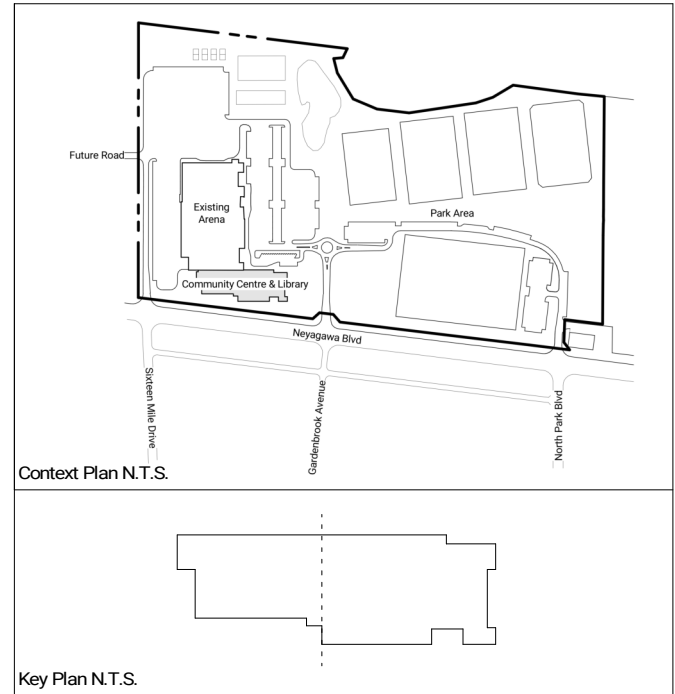 Future Road
Existing
Arena
Park Area
Community Centre & Library
Neyagawa Blvd
Sixteen Mile Drive
Gardenbrook Avenue
North Park Blvd
Context Plan N.T.S.
Key Plan N.T.S.